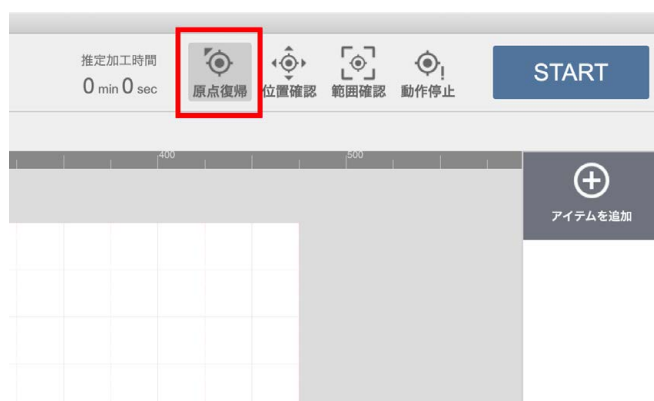 推定加工時間
0 min 0 sec
原点復帰
位置確認
範囲確認
動作停止
START
400
500
アイテムを追加